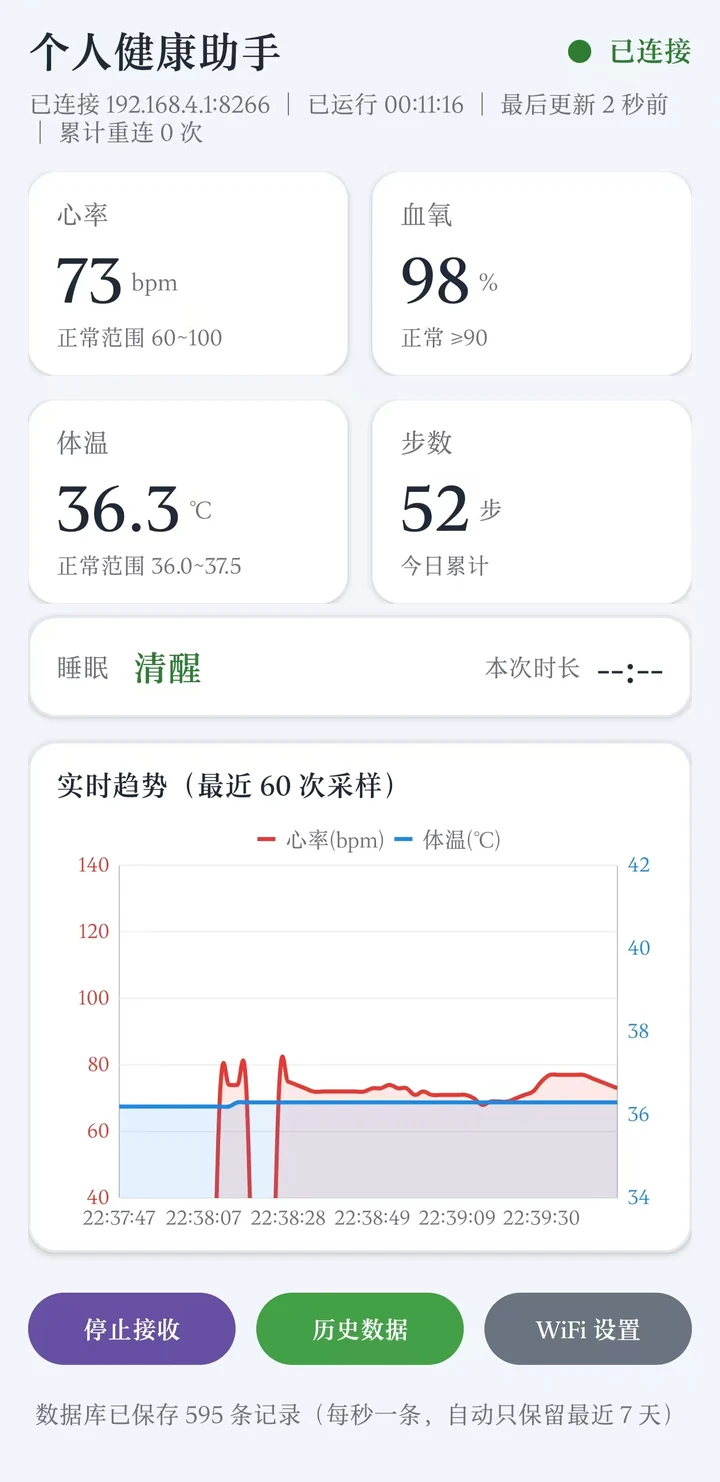 个人健康助手 已连接
已连接 192.168.4.1:8266 ｜ 已运行 00:11:16 ｜ 最后更新 2 秒前
｜ 累计重连 0 次
心率
73 bpm
正常范围 60~100
血氧
98 %
正常 ≥90
体温
36.3 ℃
正常范围 36.0~37.5
步数
52 步
今日累计
睡眠 清醒 本次时长 --:--
实时趋势（最近 60 次采样）
心率(bpm) 体温(℃)
140 42
120 40
100 38
80 36
60 34
40
22:37:47 22:38:07 22:38:28 22:38:49 22:39:09 22:39:30
停止接收 历史数据 WiFi 设置
数据库已保存 595 条记录（每秒一条，自动只保留最近 7 天）